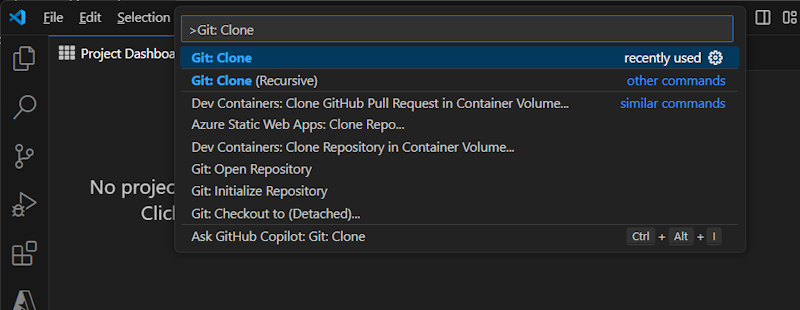 File Edit Selection
>Git: Clone
Project Dashboa
Git: Clone recently used
Git: Clone (Recursive) other commands
Dev Containers: Clone GitHub Pull Request in Container Volume... similar commands
Azure Static Web Apps: Clone Repo...
Dev Containers: Clone Repository in Container Volume...
No projec
Git: Open Repository
Git: Initialize Repository
Clic
Git: Checkout to (Detached)...
Ask GitHub Copilot: Git: Clone Ctrl + Alt + I